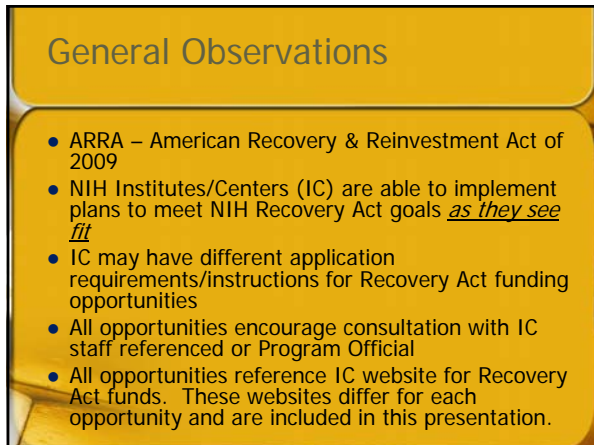 General Observations
• ARRA – American Recovery & Reinvestment Act of
2009
• NIH Institutes/Centers (IC) are able to implement
plans to meet NIH Recovery Act goals as they see
fit
• IC may have different application
requirements/instructions for Recovery Act funding
opportunities
• All opportunities encourage consultation with IC
staff referenced or Program Official
• All opportunities reference IC website for Recovery
Act funds.  These websites differ for each
opportunity and are included in this presentation.